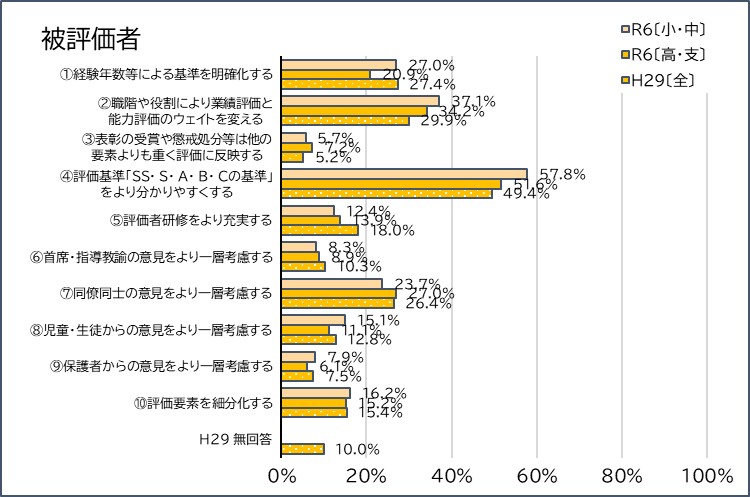 被評価者
R6〔小・中〕
R6〔高・支〕
H29〔全〕
①経験年数等による基準を明確化する
27.0%
20.9%
27.4%
②職階や役割により業績評価と
能力評価のウェイトを変える
37.1%
34.2%
29.9%
③表彰の受賞や懲戒処分等は他の
要素よりも重く評価に反映する
5.7%
7.2%
5.2%
④評価基準「SS・S・A・B・Cの基準」
をより分かりやすくする
57.8%
51.6%
49.4%
⑤評価者研修をより充実する
12.4%
13.9%
18.0%
⑥首席・指導教諭の意見をより一層考慮する
8.3%
8.9%
10.3%
⑦同僚同士の意見をより一層考慮する
23.7%
27.0%
26.4%
⑧児童・生徒からの意見をより一層考慮する
15.1%
11.1%
12.8%
⑨保護者からの意見をより一層考慮する
7.9%
6.1%
7.5%
⑩評価要素を細分化する
16.2%
15.2%
15.4%
H29 無回答
10.0%
0%
20%
40%
60%
80%
100%